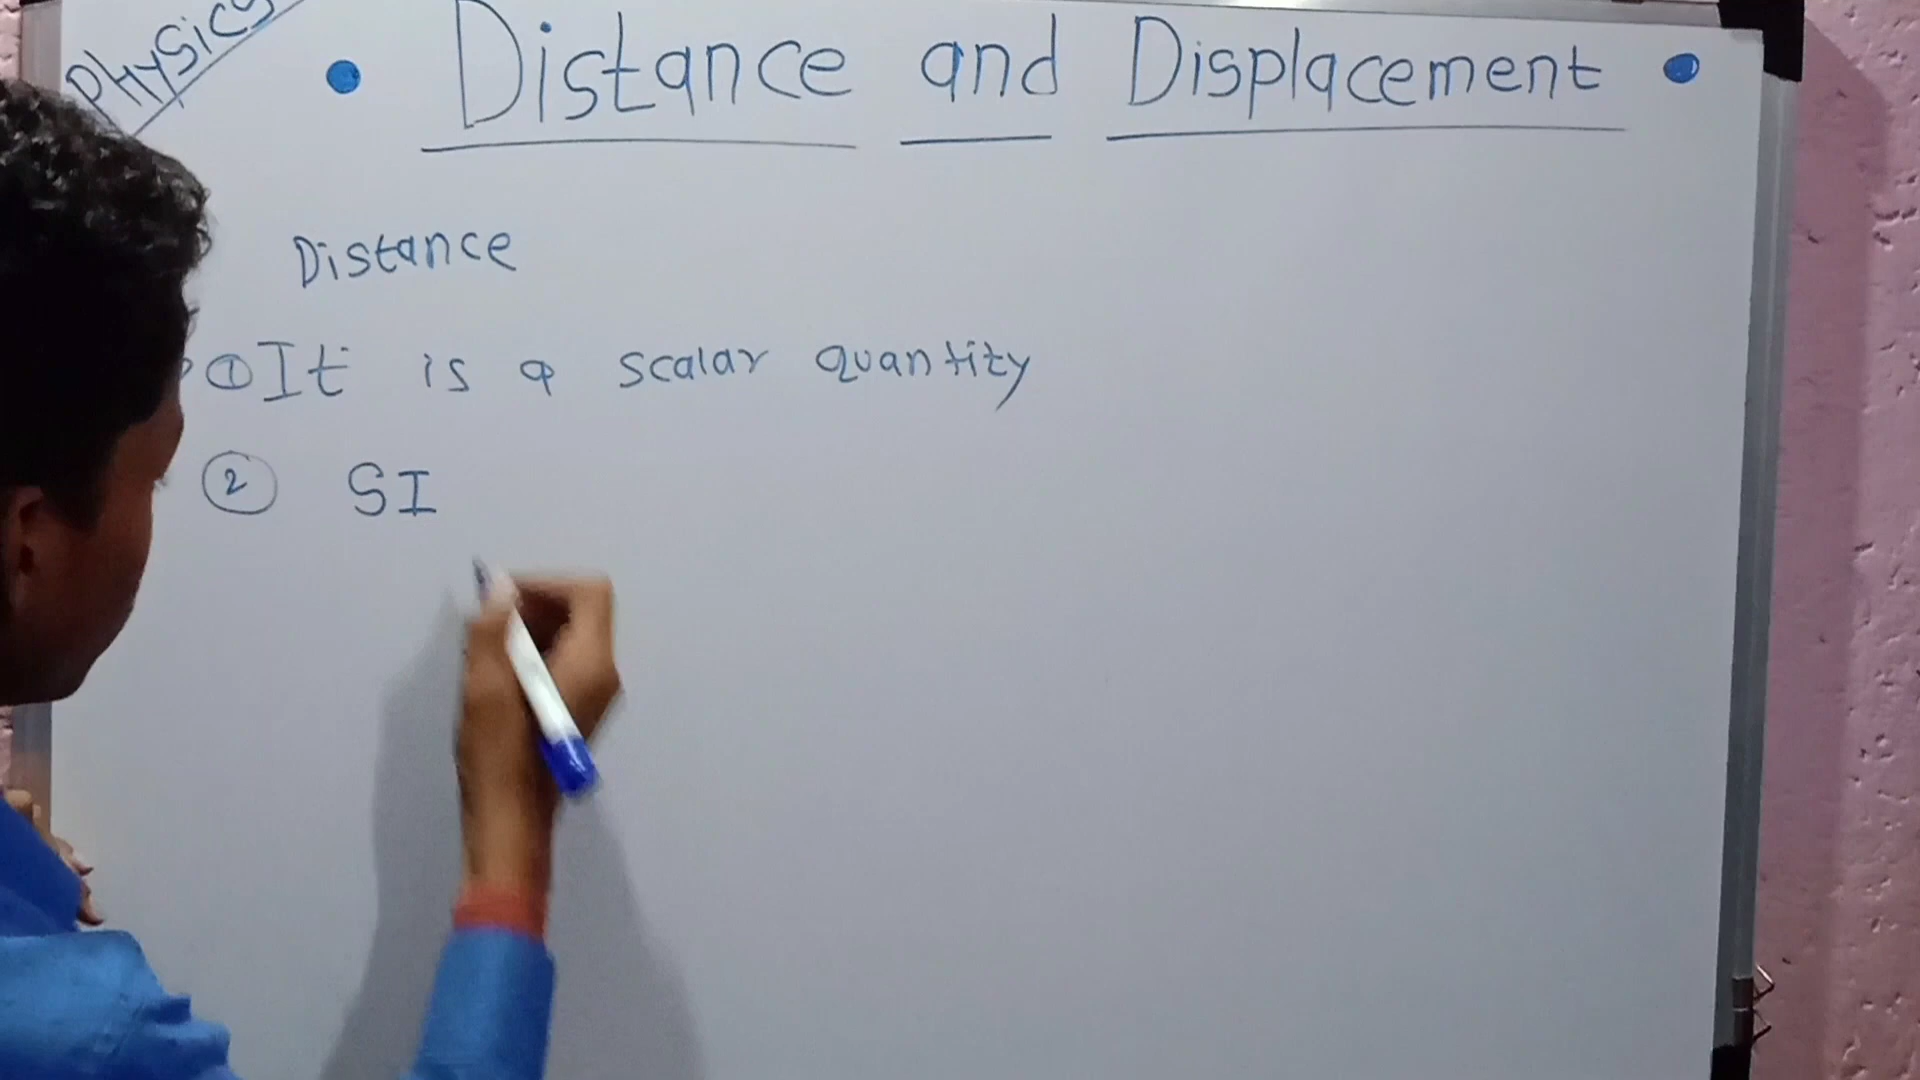 Physics
• Distance and Displacement •
Distance
① It is a scalar quantity
② SI